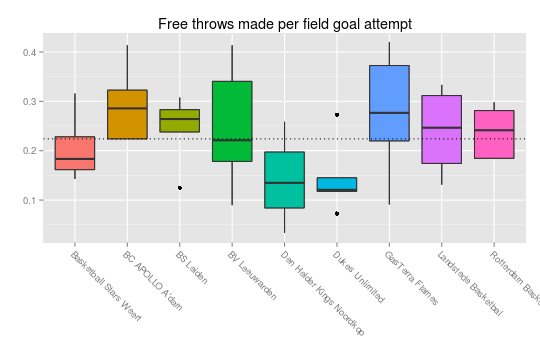 Free throws made per field goal attempt
0.4
0.3
0.2
0.1
Basketball Stars Weert
BC APOLLO A'dam
BS Leiden
BV Leeuwarden
Den Helder Kings Noordkop
Dukes Unlimited
GasTerra Flames
Landstede Basketbal
Rotterdam Baske